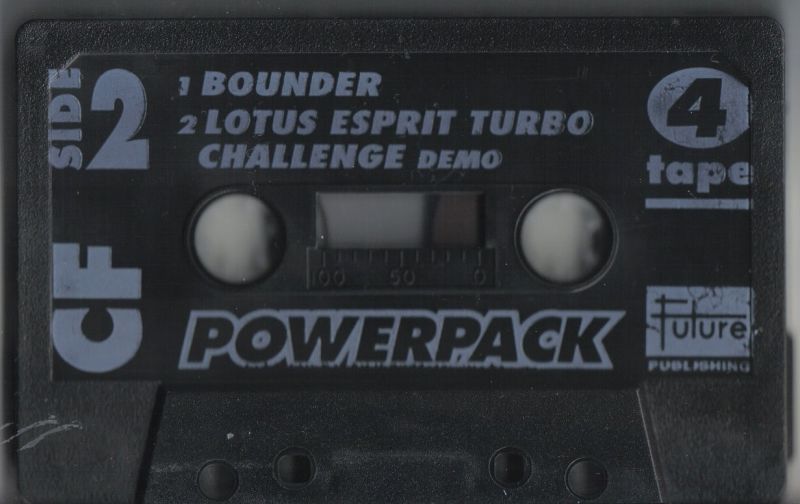 SIDE 2
1 BOUNDER
2 LOTUS ESPRIT TURBO
CHALLENGE DEMO
4
tape
100 50 0
CF
POWERPACK
Future
PUBLISHING